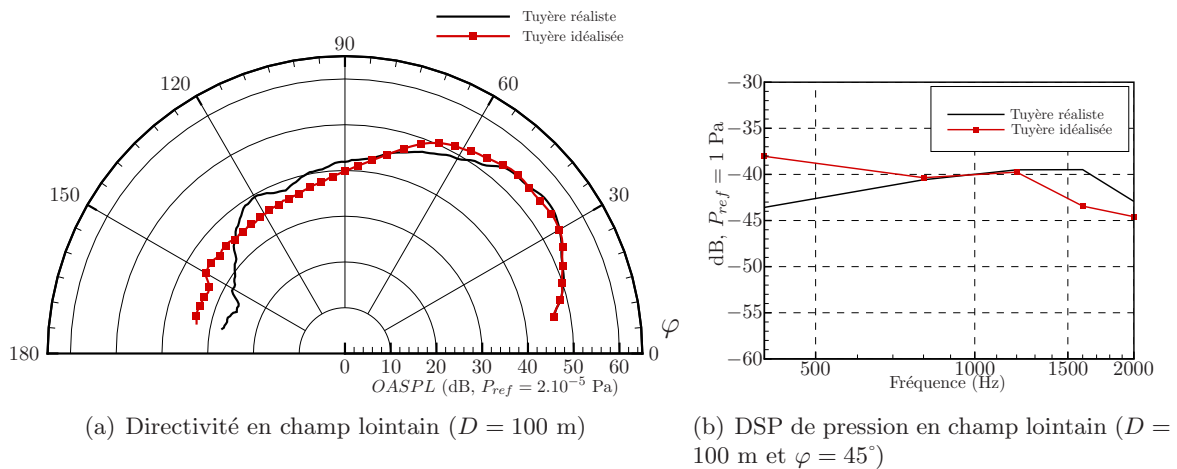 Tuyère réaliste
Tuyère idéalisée
90
120
60
150
30
180
0
φ
0 10 20 30 40 50 60
OASPL (dB, P_ref = 2.10⁻⁵ Pa)
(a) Directivité en champ lointain (D = 100 m)
Tuyère réaliste
Tuyère idéalisée
dB, P_ref = 1 Pa
−30
−35
−40
−45
−50
−55
−60
500 1000 1500 2000
Fréquence (Hz)
(b) DSP de pression en champ lointain (D =
100 m et φ = 45°)